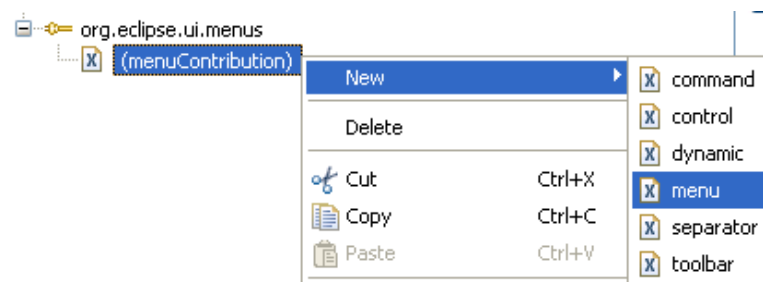 org.eclipse.ui.menus
(menuContribution)
New
Delete
Cut Ctrl+X
Copy Ctrl+C
Paste Ctrl+V
command
control
dynamic
menu
separator
toolbar